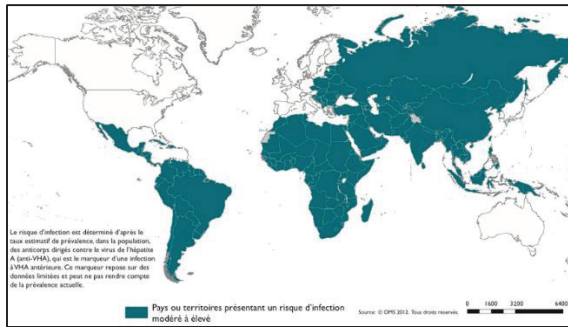 Le risque d'infection est déterminé d'après le
taux estimatif de prévalence, dans la population,
des anticorps dirigés contre le virus de l'hépatite
A (anti-VHA), qui est le marqueur d'une infection
à VHA antérieure. Ce marqueur repose sur des
données limitées et peut ne pas rendre compte
de la prévalence actuelle.
Pays ou territoires présentant un risque d'infection
modéré à élevé
Source: © OMS 2012. Tous droits réservés.
0 1600 3200 6400